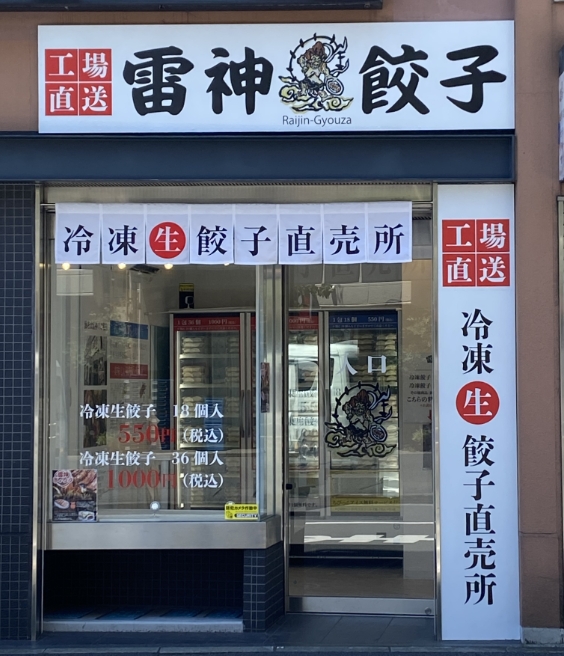 工場直送
雷神餃子
Raijin-Gyouza
冷凍生餃子直売所
冷凍生餃子 18個入
550円(税込)
冷凍生餃子 36個入
1000円(税込)
入口
工場直送
冷凍生餃子直売所